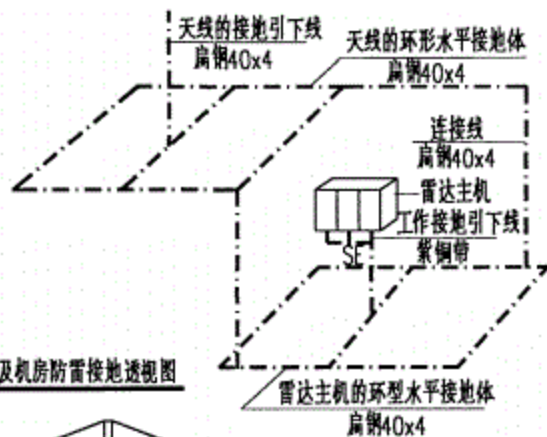 天线的接地引下线
扁钢40x4
天线的环形水平接地体
扁钢40x4
连接线
扁钢40x4
雷达主机
工作接地引下线
紫铜带
SE
及机房防雷接地透视图
雷达主机的环型水平接地体
扁钢40x4